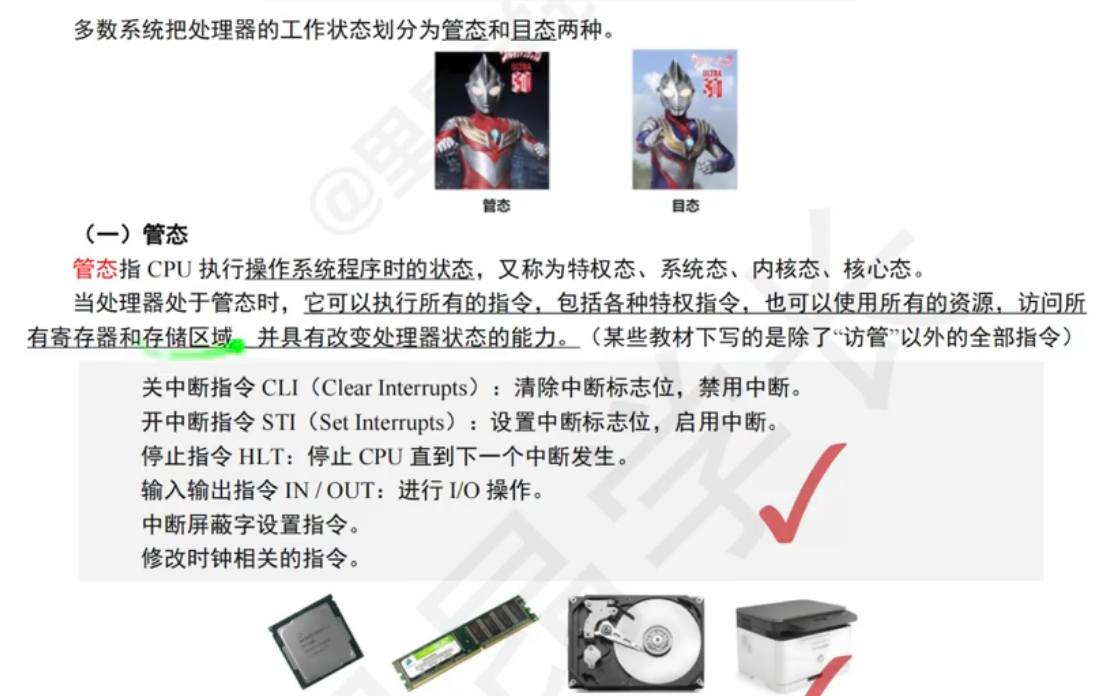 多数系统把处理器的工作状态划分为管态和目态两种。
ULTRA
ULTRA
管态
目态
（一）管态
管态指 CPU 执行操作系统程序时的状态，又称为特权态、系统态、内核态、核心态。
当处理器处于管态时，它可以执行所有的指令，包括各种特权指令，也可以使用所有的资源，访问所
有寄存器和存储区域，并具有改变处理器状态的能力。（某些教材下写的是除了“访管”以外的全部指令）
关中断指令 CLI（Clear Interrupts）：清除中断标志位，禁用中断。
开中断指令 STI（Set Interrupts）：设置中断标志位，启用中断。
停止指令 HLT：停止 CPU 直到下一个中断发生。
输入输出指令 IN / OUT：进行 I/O 操作。
中断屏蔽字设置指令。
修改时钟相关的指令。